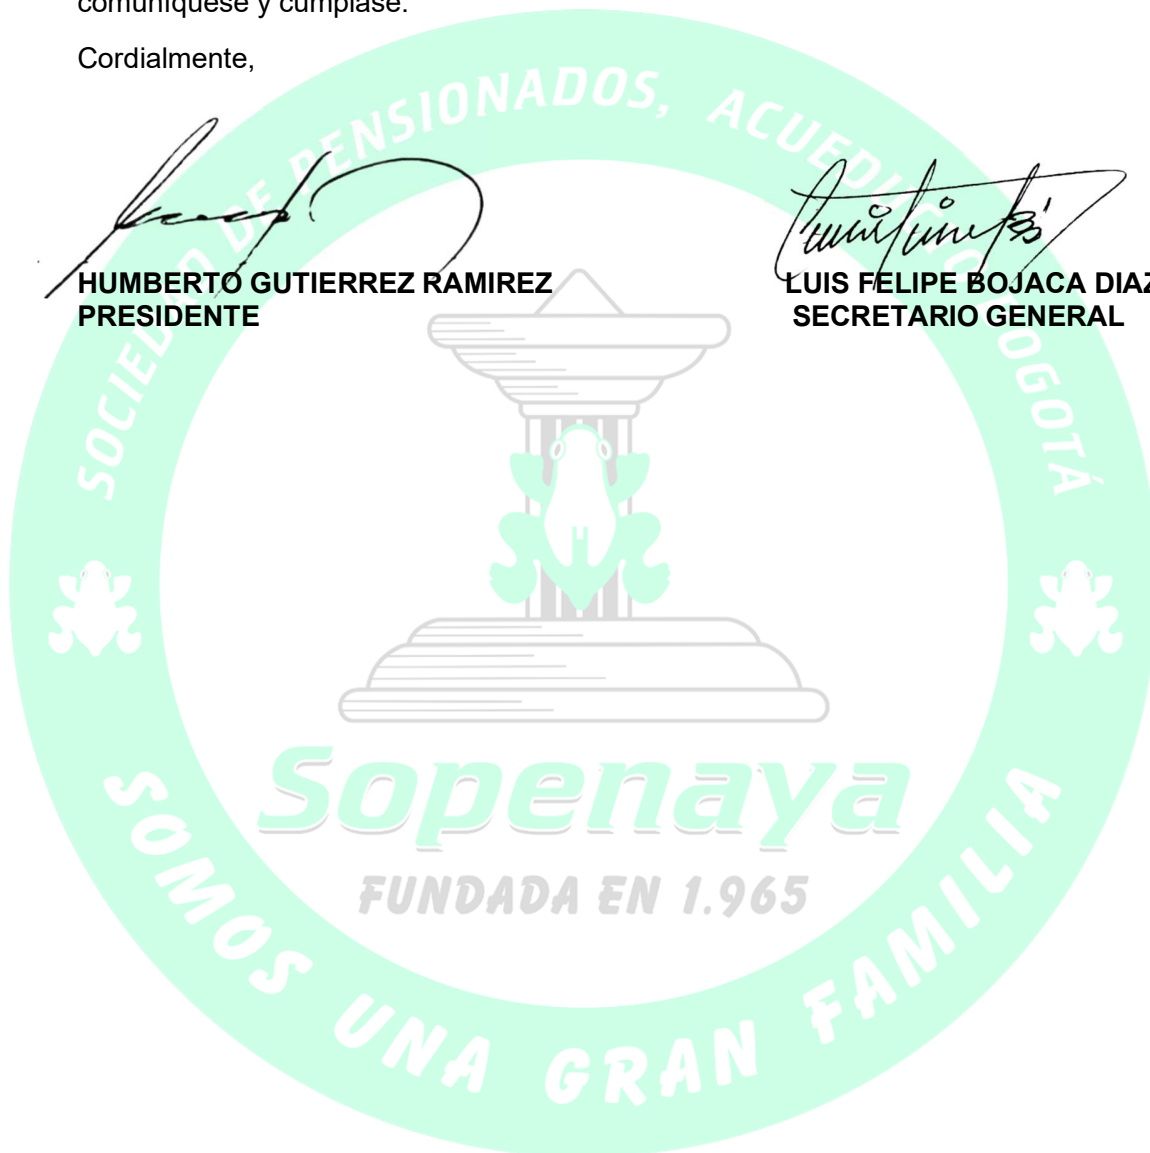 comuníquese y cúmplase.
Cordialmente,
HUMBERTO GUTIERREZ RAMIREZ
PRESIDENTE
LUIS FELIPE BOJACA DIAZ
SECRETARIO GENERAL
SOCIEDAD DE PENSIONADOS, ACUEDUCTO BOGOTÁ
Sopenaya
FUNDADA EN 1.965
SOMOS UNA GRAN FAMILIA